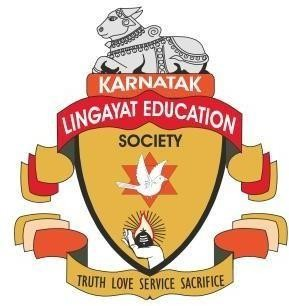 KARNATAK
LINGAYAT EDUCATION
SOCIETY
TRUTH LOVE SERVICE SACRIFICE